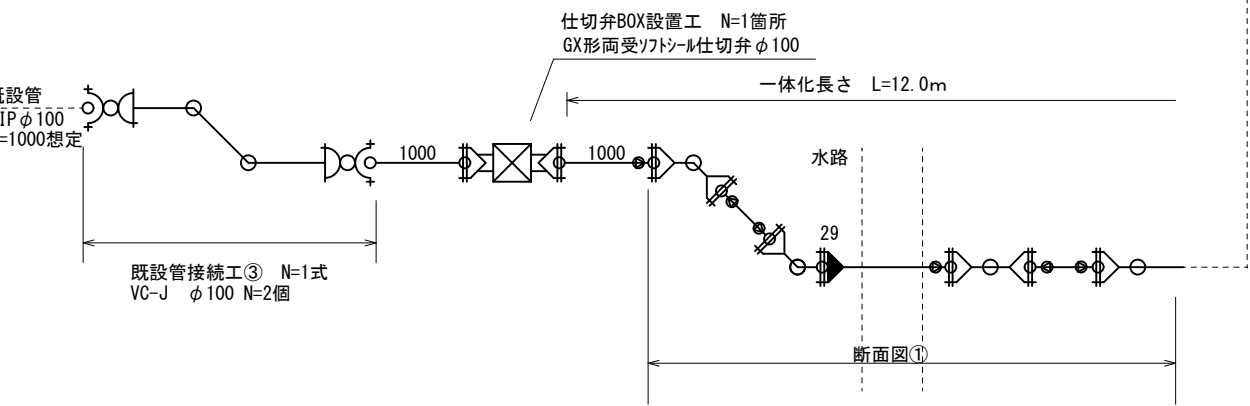 仕切弁BOX設置工 N=1箇所
GX形両受ソフトシール仕切弁φ100
一体化長さ L=12.0m
既設管
IPφ100
=1000想定
1000
1000
水路
29
既設管接続工③ N=1式
VC-J φ100 N=2個
断面図①